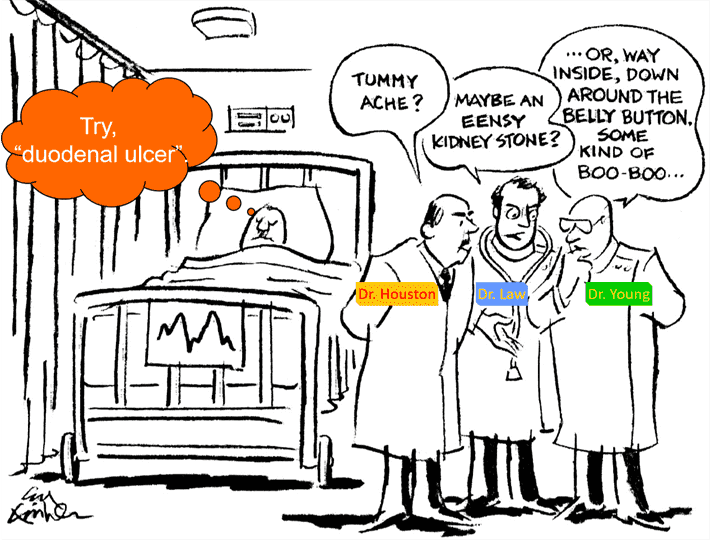 Try,
“duodenal ulcer”.
TUMMY
ACHE?
MAYBE AN
EENSY
KIDNEY STONE?
...OR, WAY
INSIDE, DOWN
AROUND THE
BELLY BUTTON,
SOME
KIND OF
BOO-BOO...
Dr. Houston
Dr. Law
Dr. Young